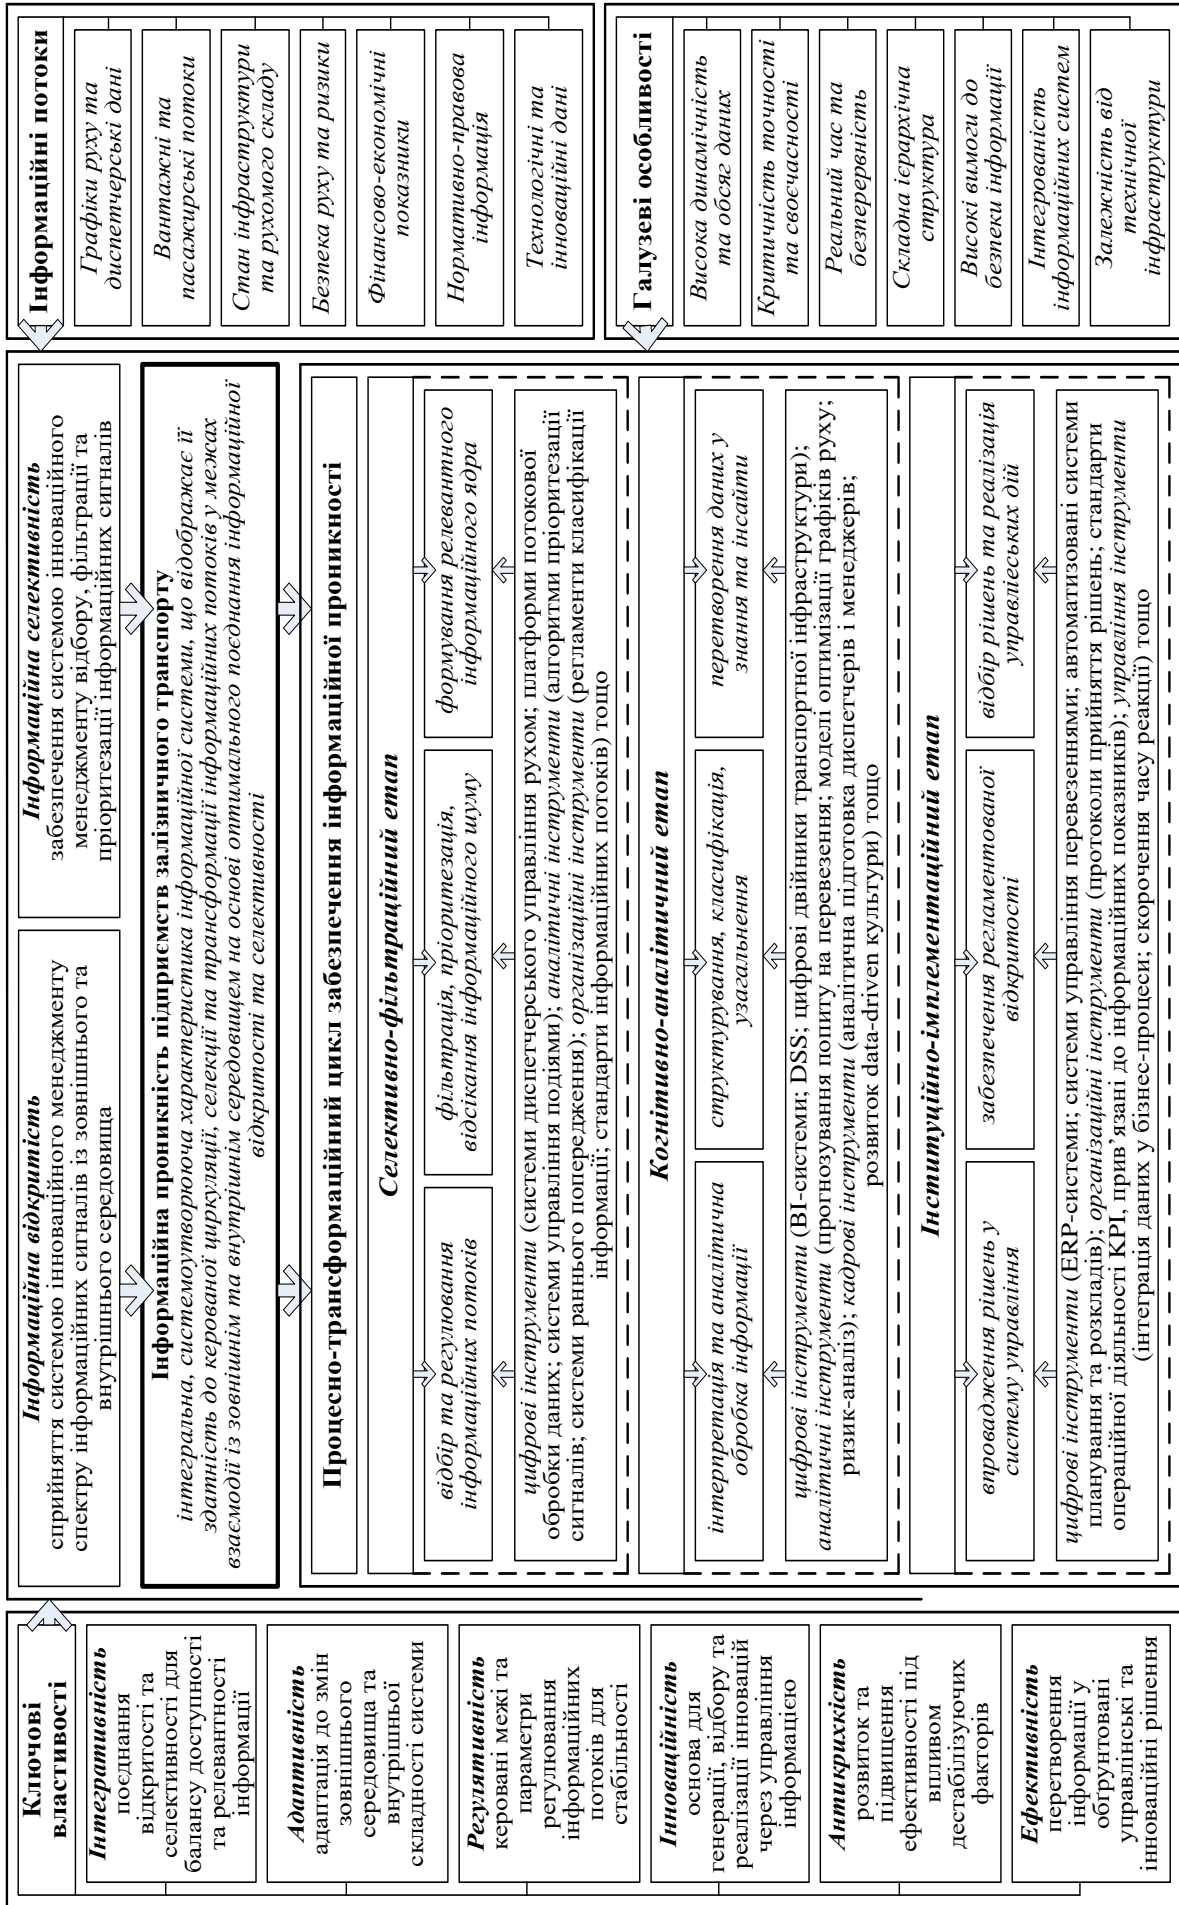 Ключові
властивості
Інтегративність
поєднання
відкритості та
селективності для
балансу доступності
та релевантності
інформації
Адаптивність
адаптація до змін
зовнішнього
середовища та
внутрішньої
складності системи
Регулятивність
керовані межі та
параметри
регулювання
інформаційних
потоків для
стабільності
Інноваційність
основа для
генерації, відбору та
реалізації інновацій
через управління
інформацією
Антикрихкість
розвиток та
підвищення
ефективності під
впливом
дестабілізуючих
факторів
Ефективність
перетворення
інформації у
обґрунтовані
управлінські та
інноваційні рішення
Інформаційна відкритість
сприйняття системою інноваційного менеджменту
спектру інформаційних сигналів із зовнішнього та
внутрішнього середовища
Інформаційна селективність
забезпечення системою інноваційного
менеджменту відбору, фільтрації та
пріоритезації інформаційних сигналів
Інформаційна проникність підприємств залізничного транспорту
інтегральна, системоутворююча характеристика інформаційної системи, що відображає її
здатність до керованої циркуляції, селекції та трансформації інформаційних потоків у межах
взаємодії із зовнішнім та внутрішнім середовищем на основі оптимального поєднання інформаційної
відкритості та селективності
Процесно-трансформаційний цикл забезпечення інформаційної проникності
Селективно-фільтраційний етап
відбір та регулювання
інформаційних потоків
фільтрація, пріоритезація,
відсікання інформаційного шуму
формування релевантного
інформаційного ядра
цифрові інструменти (системи диспетчерського управління рухом; платформи потокової
обробки даних; системи управління подіями); аналітичні інструменти (алгоритми пріоритезації
сигналів; системи раннього попередження); організаційні інструменти (регламенти класифікації
інформації; стандарти інформаційних потоків) тощо
Когнітивно-аналітичний етап
інтерпретація та аналітична
обробка інформації
структурування, класифікація,
узагальнення
перетворення даних у
знання та інсайти
цифрові інструменти (BI-системи; DSS; цифрові двійники транспортної інфраструктури);
аналітичні інструменти (прогнозування попиту на перевезення; моделі оптимізації графіків руху;
ризик-аналіз); кадрові інструменти (аналітична підготовка диспетчерів і менеджерів;
розвиток data-driven культури) тощо
Інституційно-імплементаційний етап
впровадження рішень у
систему управління
забезпечення регламентованої
відкритості
відбір рішень та реалізація
управлієських дій
цифрові інструменти (ERP-системи; системи управління перевезеннями; автоматизовані системи
планування та розкладів); організаційні інструменти (протоколи прийняття рішень; стандарти
операційної діяльності KPI, прив’язані до інформаційних показників); управління інструменти
(інтеграція даних у бізнес-процеси; скорочення часу реакції) тощо
Інформаційні потоки
Графіки руху та
диспетчерські дані
Вантажні та
пасажирські потоки
Стан інфраструктури
та рухомого складу
Безпека руху та ризики
Фінансово-економічні
показники
Нормативно-правова
інформація
Технологічні та
інноваційні дані
Галузеві особливості
Висока динамічність
та обсяг даних
Критичність точності
та своєчасності
Реальний час та
безперервність
Складна ієрархічна
структура
Високі вимоги до
безпеки інформації
Інтегрованість
інформаційних систем
Залежність від
технічної
інфраструктури